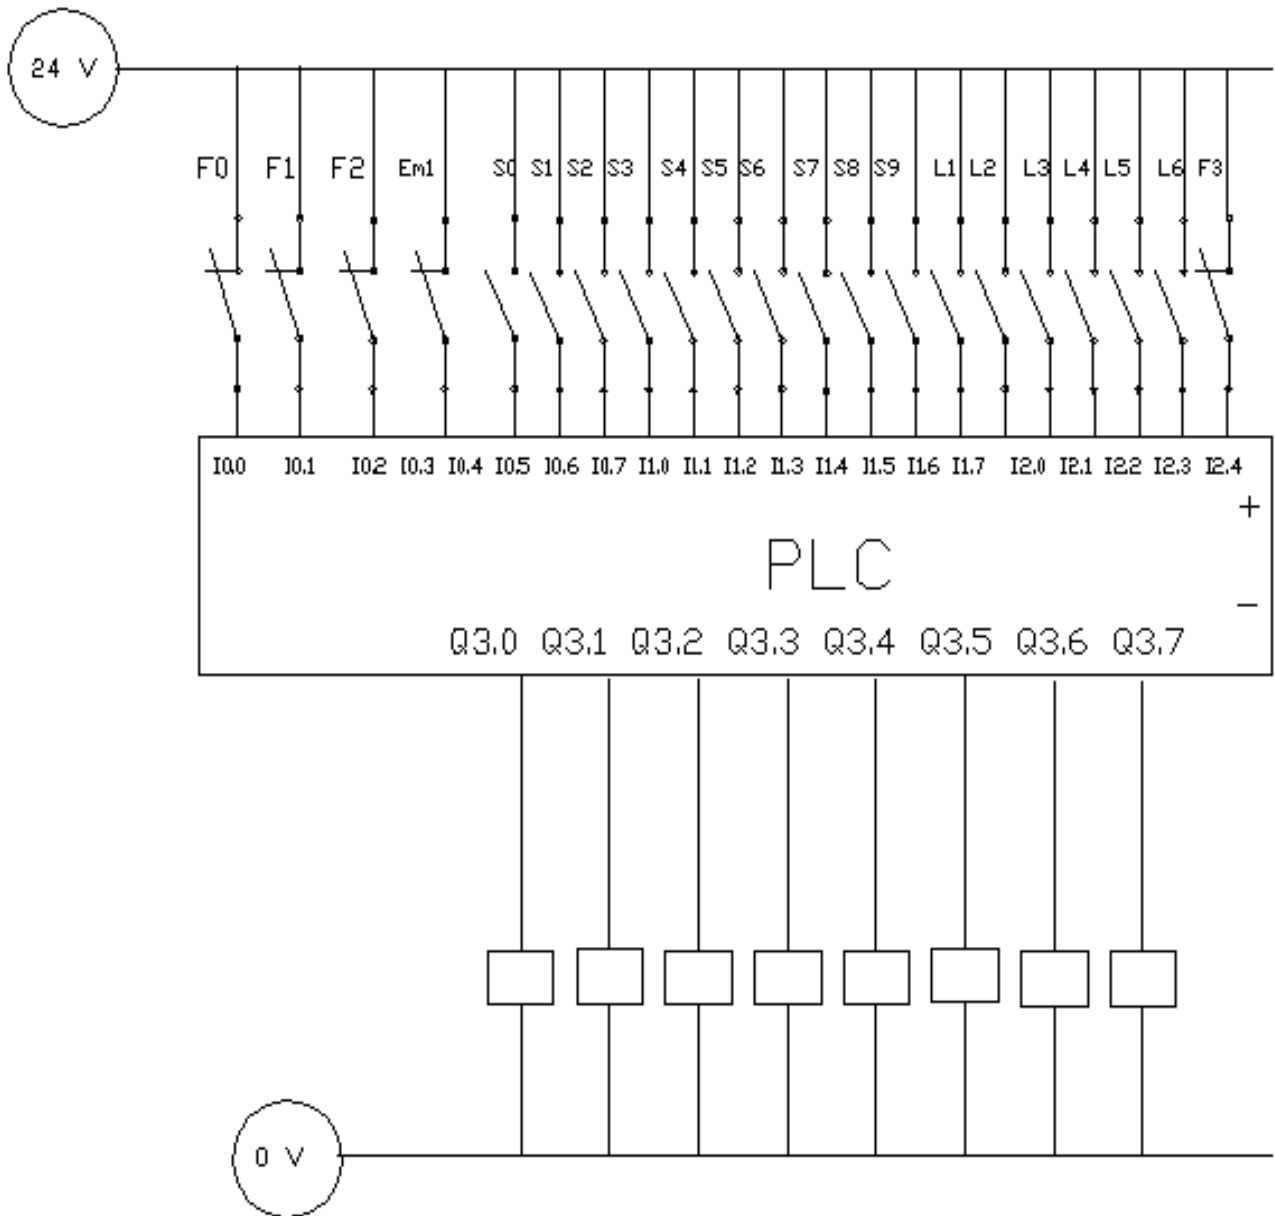 24 V
F0 F1 F2 Em1 S0 S1 S2 S3 S4 S5 S6 S7 S8 S9 L1 L2 L3 L4 L5 L6 F3
I0.0 I0.1 I0.2 I0.3 I0.4 I0.5 I0.6 I0.7 I1.0 I1.1 I1.2 I1.3 I1.4 I1.5 I1.6 I1.7 I2.0 I2.1 I2.2 I2.3 I2.4
+
PLC
−
Q3.0 Q3.1 Q3.2 Q3.3 Q3.4 Q3.5 Q3.6 Q3.7
0 V